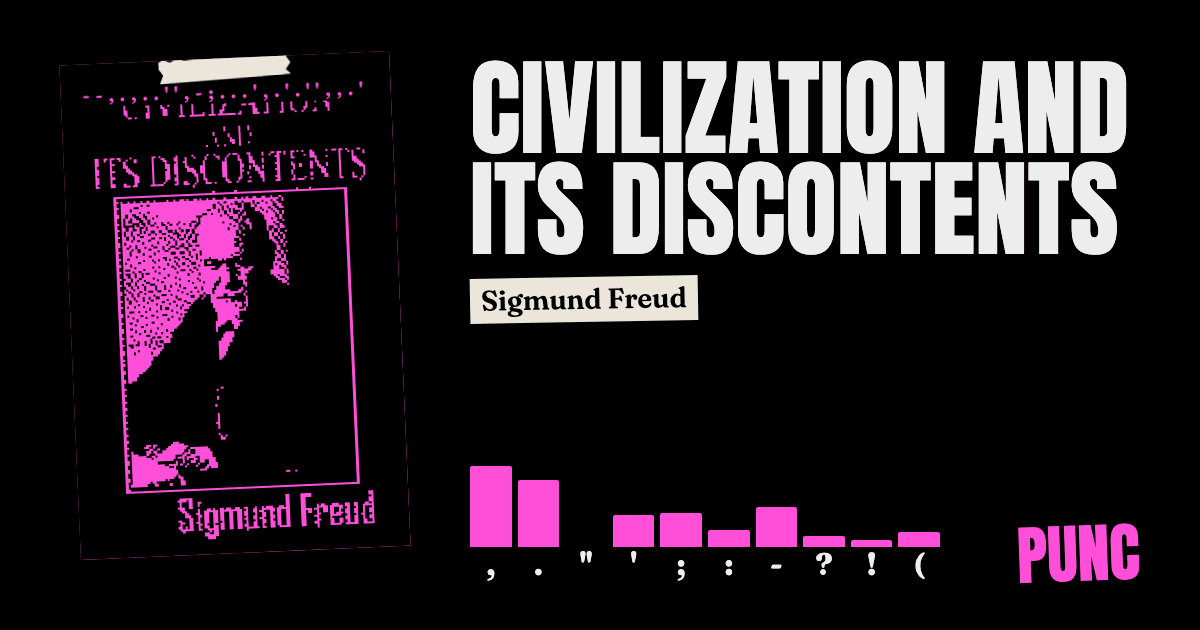 CIVILIZATION
AND
ITS DISCONTENTS
Sigmund Freud
CIVILIZATION AND
ITS DISCONTENTS
Sigmund Freud
, . " ' ; : - ? ! (
PUNC